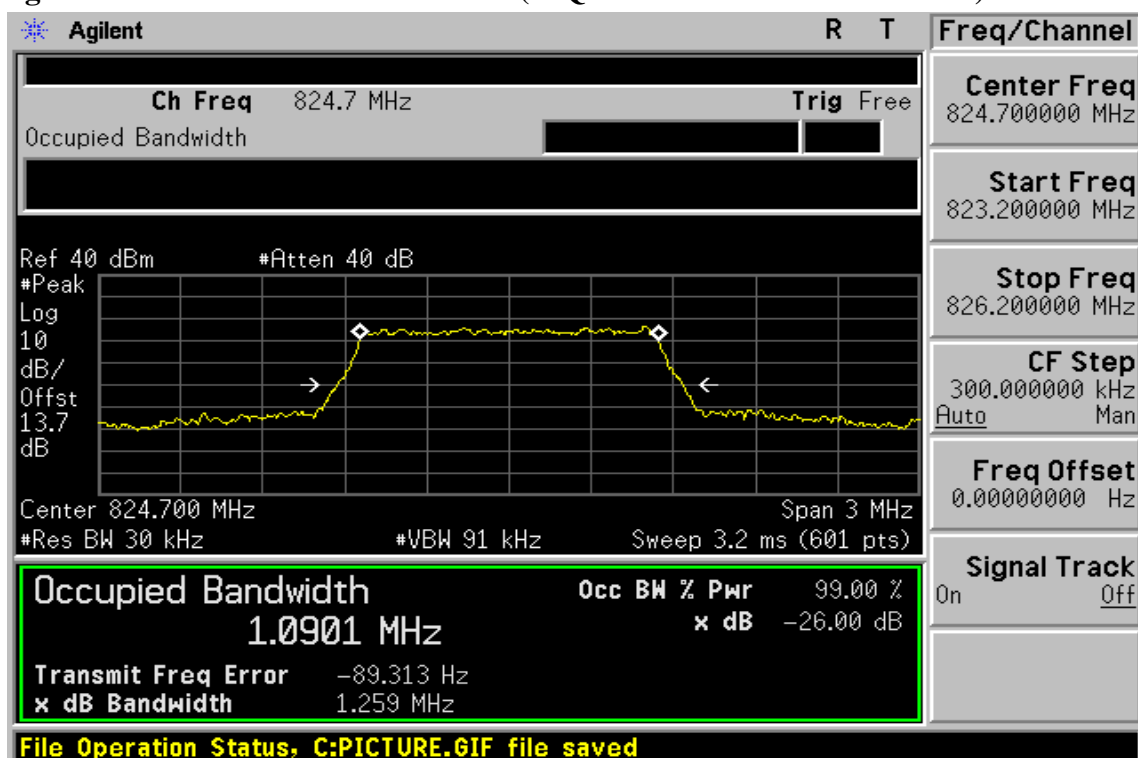 Agilent R T
Freq/Channel
Ch Freq 824.7 MHz Trig Free
Occupied Bandwidth
Center Freq
824.700000 MHz
Start Freq
823.200000 MHz
Stop Freq
826.200000 MHz
CF Step
300.000000 kHz
Auto Man
Freq Offset
0.00000000 Hz
Signal Track
On Off
Ref 40 dBm #Atten 40 dB
#Peak
Log
10
dB/
Offst
13.7
dB
Center 824.700 MHz Span 3 MHz
#Res BW 30 kHz #VBW 91 kHz Sweep 3.2 ms (601 pts)
Occupied Bandwidth
1.0901 MHz
Occ BW % Pwr 99.00 %
x dB -26.00 dB
Transmit Freq Error -89.313 Hz
x dB Bandwidth 1.259 MHz
File Operation Status, C:PICTURE.GIF file saved